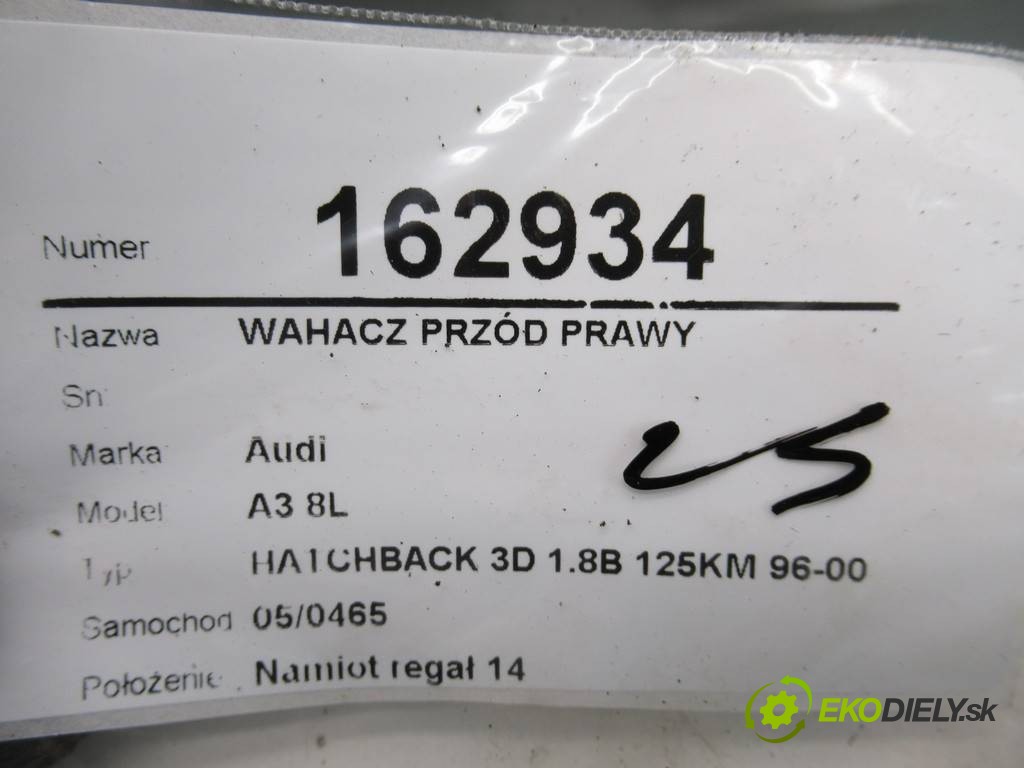 Numer 162934
Nazwa WAHACZ PRZÓD PRAWY
Sn
Marka Audi
Model A3 8L
Typ HATCHBACK 3D 1.8B 125KM 96-00
Samochod 05/0465
Położenie Namiot regał 14
EKODIELY.sk